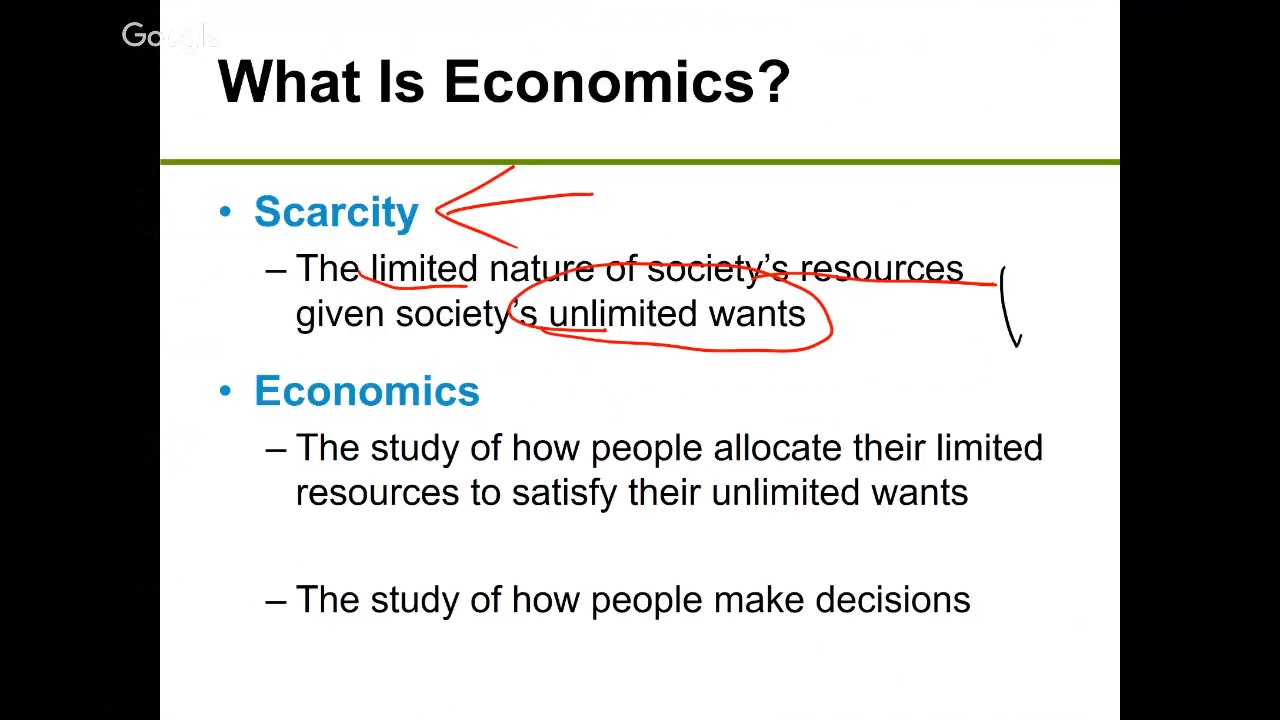 Google
What Is Economics?
• Scarcity
– The limited nature of society’s resources
given society’s unlimited wants
• Economics
– The study of how people allocate their limited
resources to satisfy their unlimited wants
– The study of how people make decisions